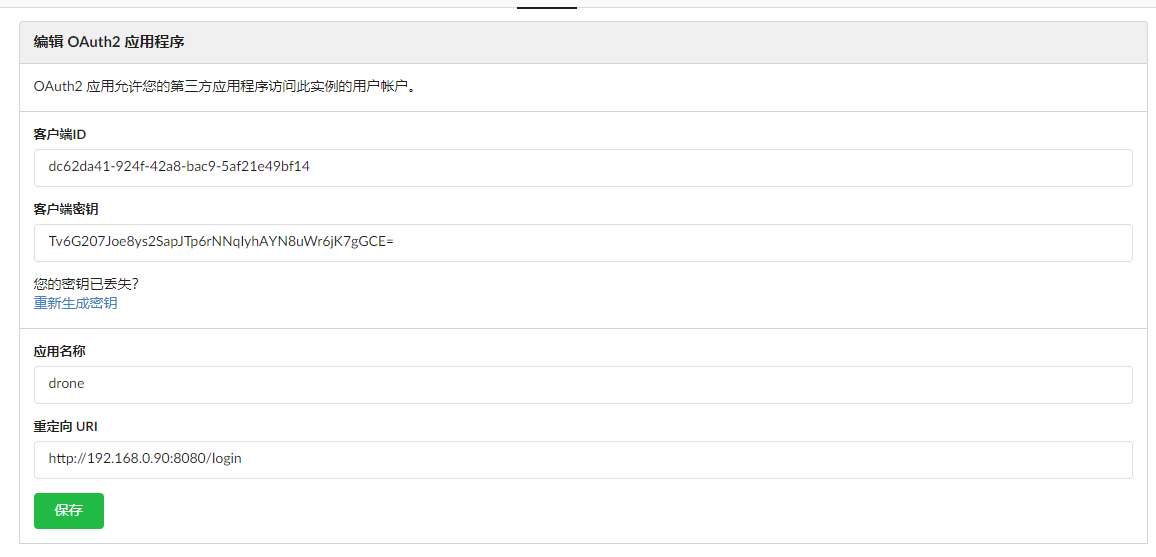 编辑 OAuth2 应用程序
OAuth2 应用允许您的第三方应用程序访问此实例的用户帐户。
客户端ID
dc62da41-924f-42a8-bac9-5af21e49bf14
客户端密钥
Tv6G207Joe8ys2SapJTp6rNNqIyhAYN8uWr6jK7gGCE=
您的密钥已丢失？
重新生成密钥
应用名称
drone
重定向 URI
http://192.168.0.90:8080/login
保存